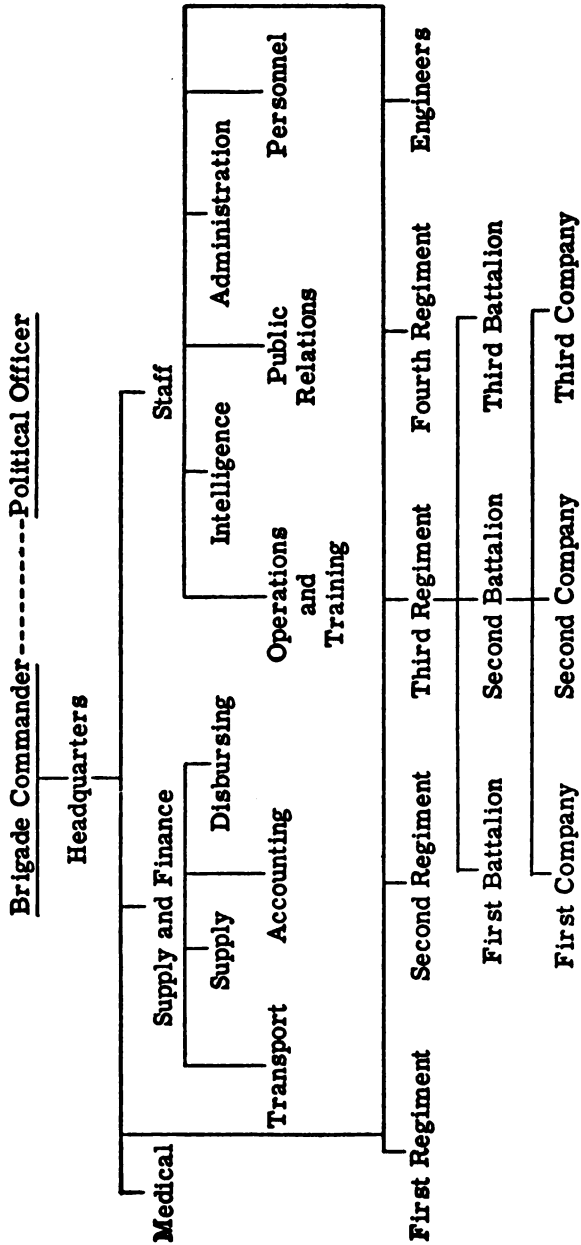 Brigade Commander-----------Political Officer
Headquarters
Medical Supply and Finance Staff
Supply Disbursing Intelligence Administration
Transport Accounting Operations and Training Public Relations Personnel
First Regiment Second Regiment Third Regiment Fourth Regiment Engineers
First Battalion Second Battalion Third Battalion
First Company Second Company Third Company